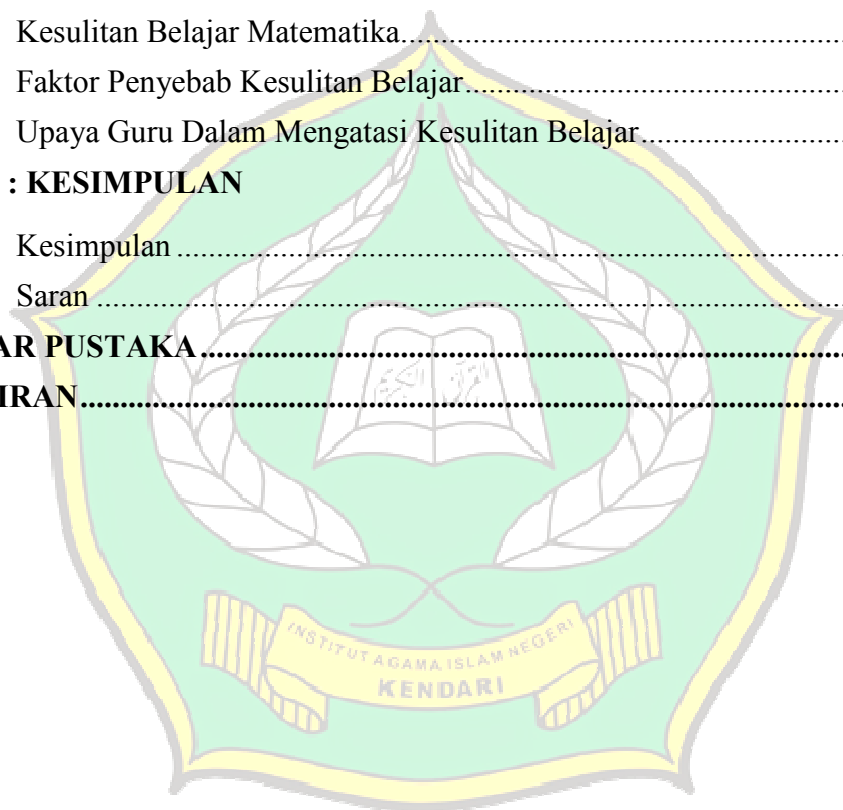 Kesulitan Belajar Matematika....................................................................
Faktor Penyebab Kesulitan Belajar............................................................
Upaya Guru Dalam Mengatasi Kesulitan Belajar.......................................
: KESIMPULAN
Kesimpulan ..............................................................................................
Saran ........................................................................................................
AR PUSTAKA...........................................................................................
IRAN.........................................................................................................
INSTITUT AGAMA ISLAM NEGERI
KENDARI